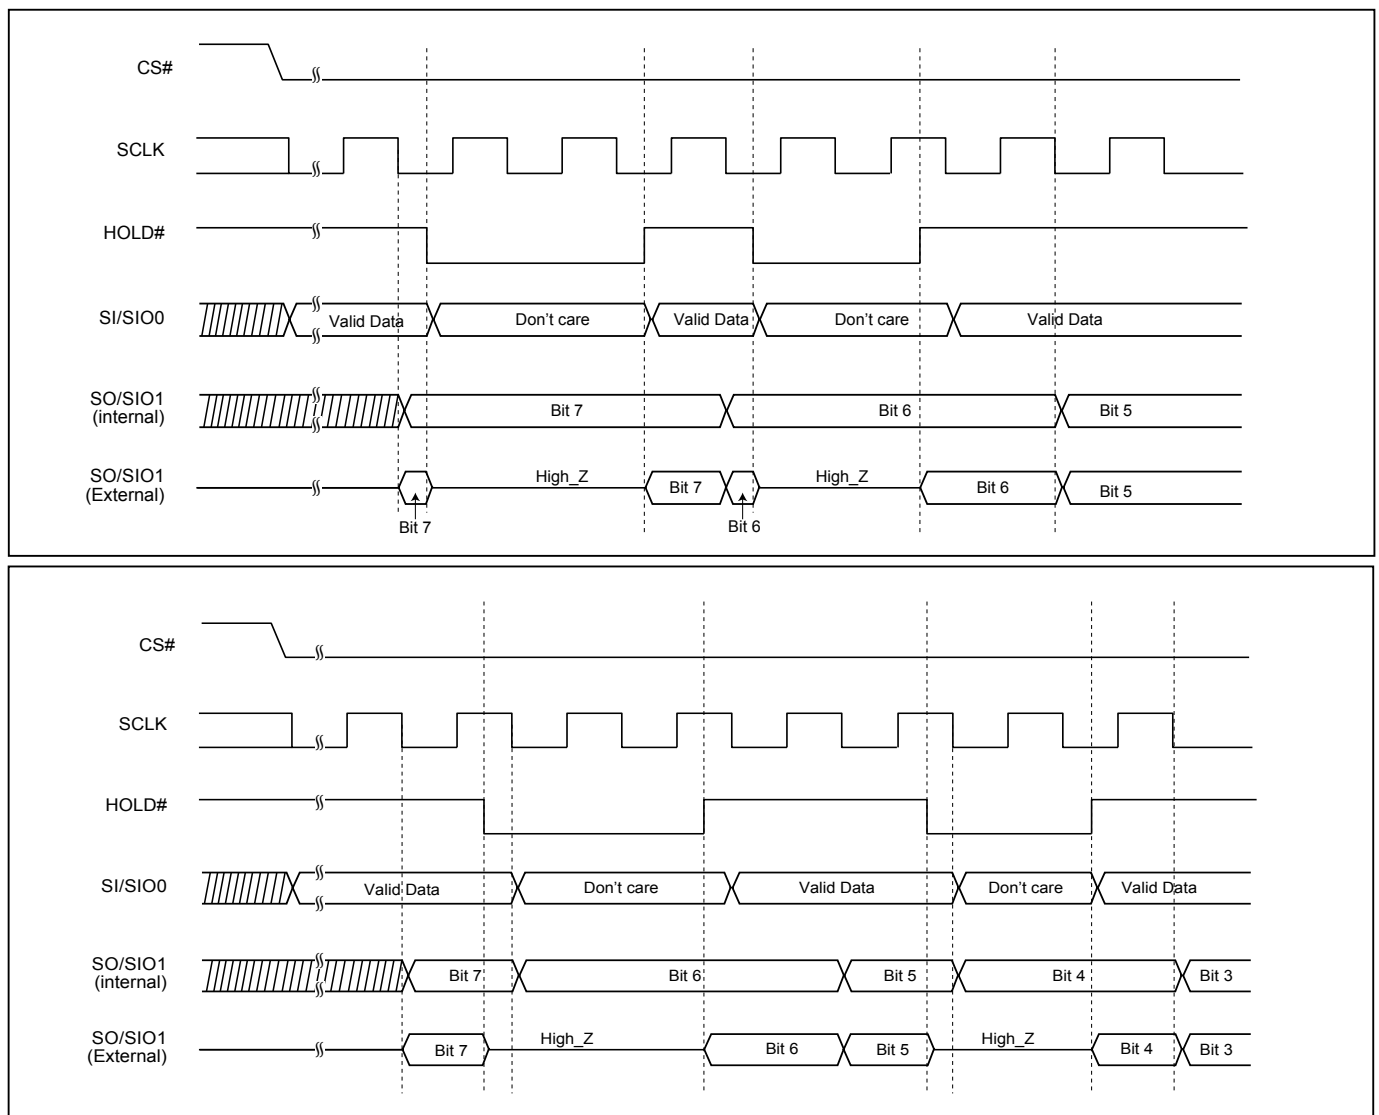 CS#
SCLK
HOLD#
SI/SIO0
Valid Data
Don't care
Valid Data
Don't care
Valid Data
SO/SIO1
(internal)
Bit 7
Bit 6
Bit 5
SO/SIO1
(External)
High_Z
Bit 7
High_Z
Bit 6
Bit 5
Bit 7
Bit 6
CS#
SCLK
HOLD#
SI/SIO0
Valid Data
Don't care
Valid Data
Don't care
Valid Data
SO/SIO1
(internal)
Bit 7
Bit 6
Bit 5
Bit 4
Bit 3
SO/SIO1
(External)
Bit 7
High_Z
Bit 6
Bit 5
High_Z
Bit 4
Bit 3